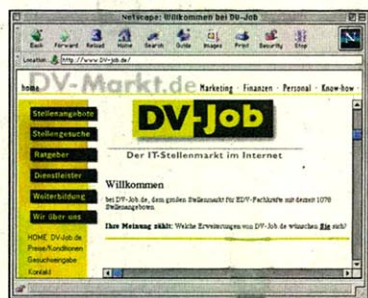 Netscape: Willkommen bei DV-Job
Back Forward Reload Home Search Guide Images Print Security Stop
N
Location: http://www.DV-job.de/
DV-Markt.de
home Marketing · Finanzen · Personal · Know-how ·
Stellenangebote
Stellengesuche
Ratgeber
Dienstleister
Weiterbildung
Wir über uns
HOME DV-Job.de
Preise/Konditionen
Gesuchweingabe
Kontakt
DV-Job
Der IT-Stellenmarkt im Internet
Willkommen
bei DV-Job.de, dem großen Stellenmarkt für EDV-Fachkräfte mit derzeit 1078
Stellenangeboten
Ihre Meinung zählt: Welche Erweiterungen von DV-Job.de wünschen Sie sich?